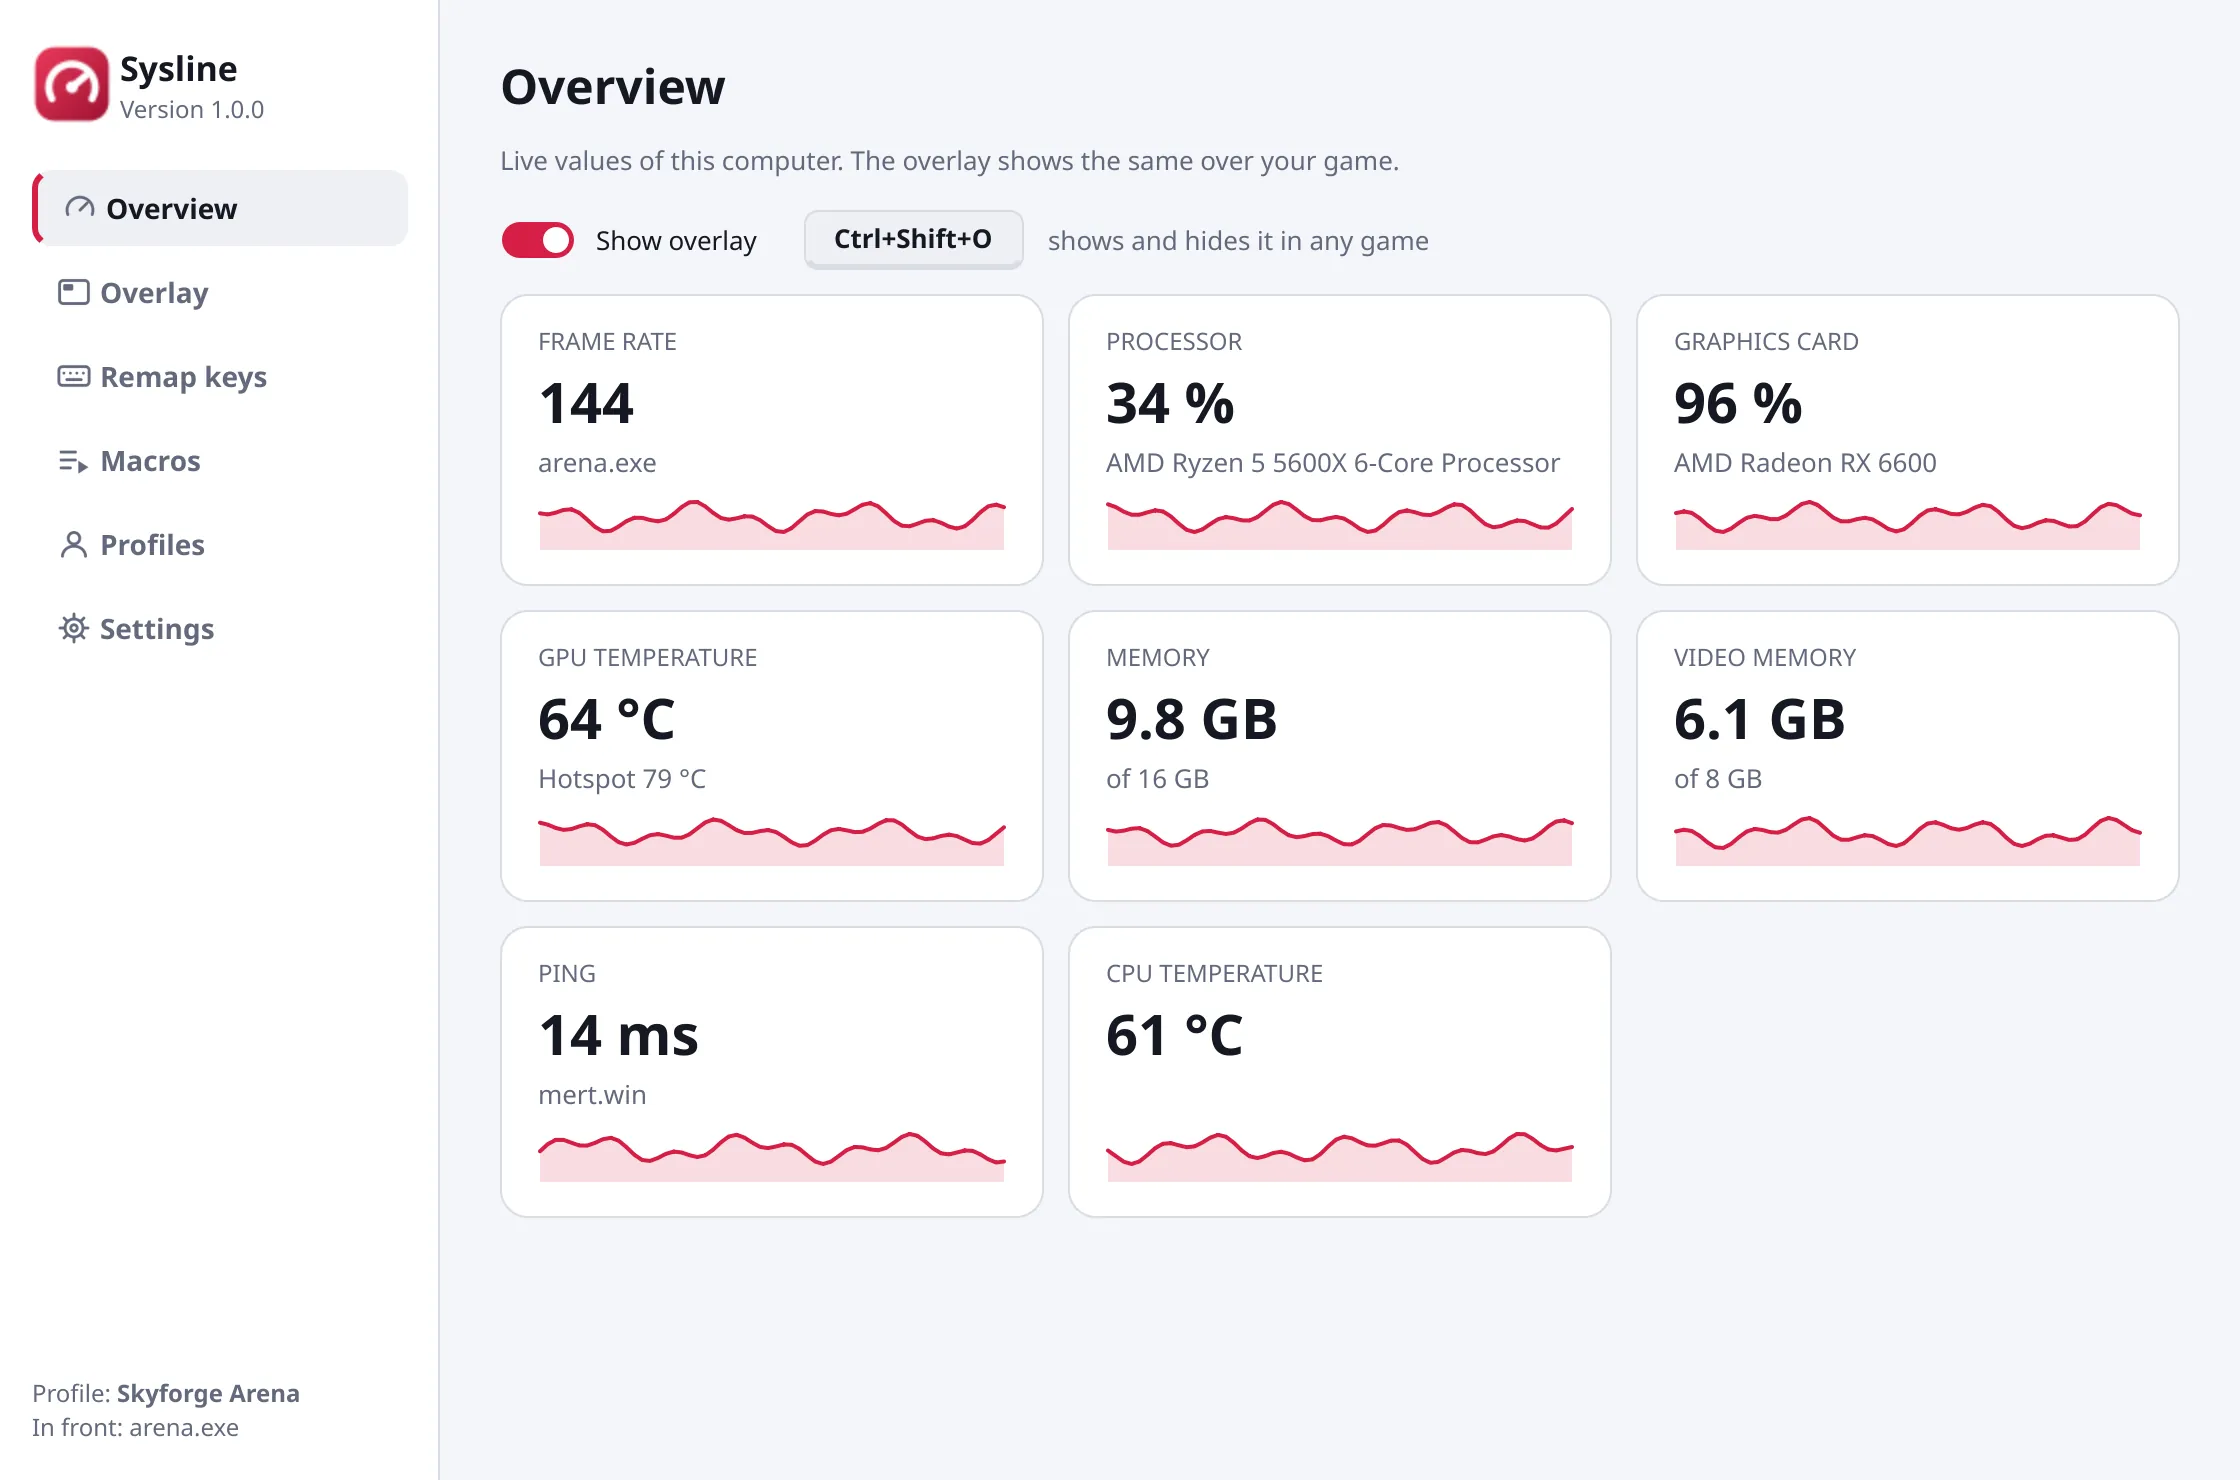 Sysline
Version 1.0.0
Overview
Overlay
Remap keys
Macros
Profiles
Settings
Profile: Skyforge Arena
In front: arena.exe
Overview
Live values of this computer. The overlay shows the same over your game.
Show overlay Ctrl+Shift+O shows and hides it in any game
FRAME RATE
144
arena.exe
PROCESSOR
34 %
AMD Ryzen 5 5600X 6-Core Processor
GRAPHICS CARD
96 %
AMD Radeon RX 6600
GPU TEMPERATURE
64 °C
Hotspot 79 °C
MEMORY
9.8 GB
of 16 GB
VIDEO MEMORY
6.1 GB
of 8 GB
PING
14 ms
mert.win
CPU TEMPERATURE
61 °C